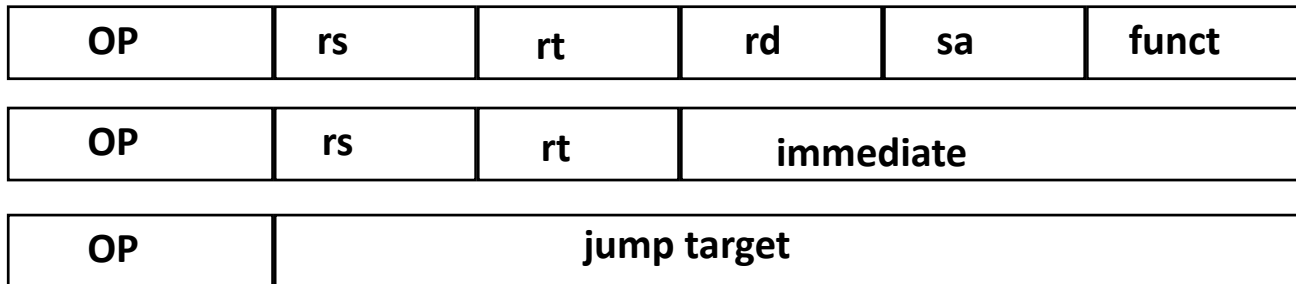 OP rs rt rd sa funct
OP rs rt immediate
OP jump target